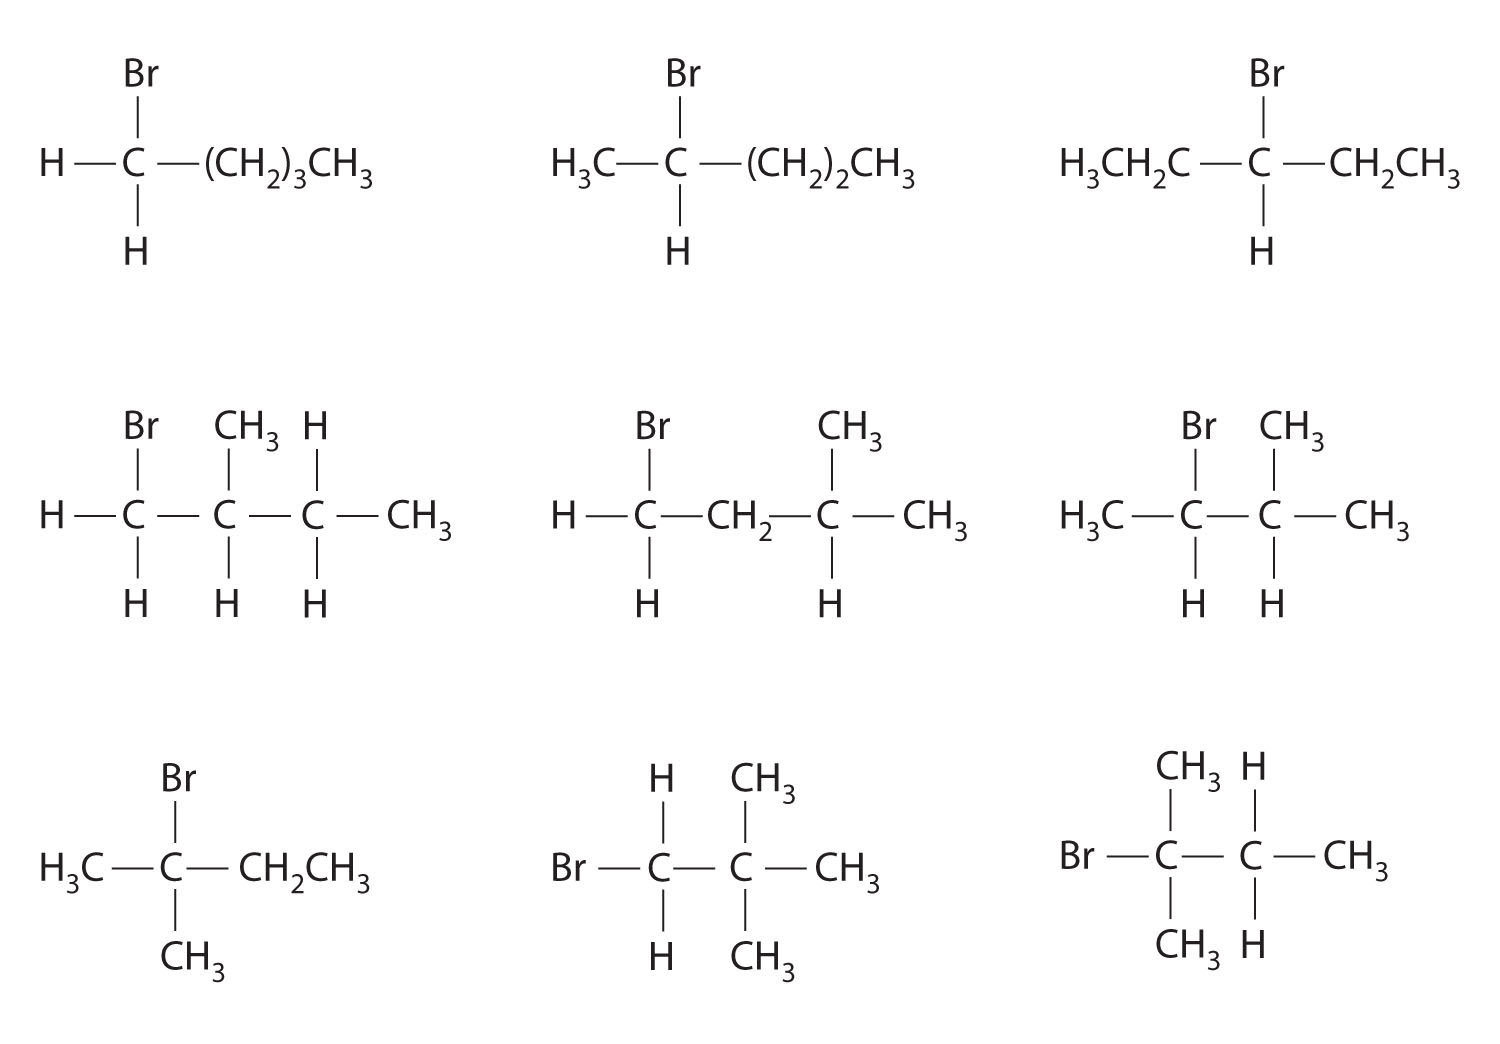 Br Br Br
H — C — (CH₂)₃CH₃ H₃C — C — (CH₂)₂CH₃ H₃CH₂C — C — CH₂CH₃
H H H
Br CH₃ H Br CH₃ Br CH₃
H — C — C — C — CH₃ H — C — CH₂ — C — CH₃ H₃C — C — C — CH₃
H H H H H H H
Br H CH₃ CH₃ H
H₃C — C — CH₂CH₃ Br — C — C — CH₃ Br — C — C — CH₃
CH₃ H CH₃ CH₃ H